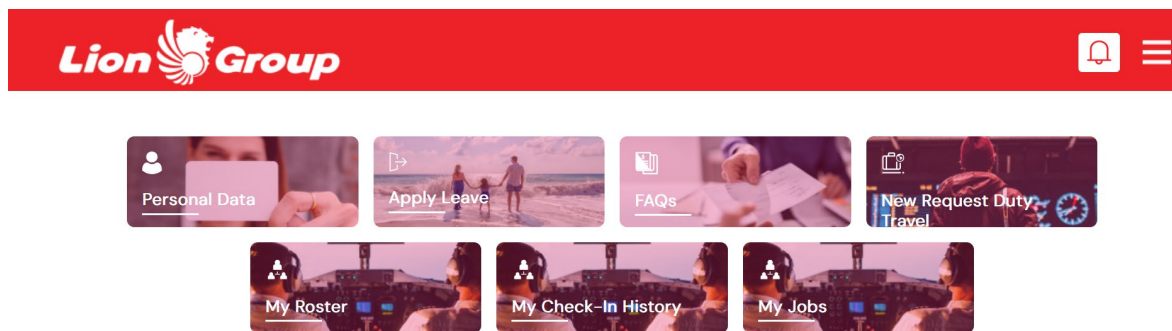 Lion Group
Personal Data
Apply Leave
FAQs
New Request Duty
Travel
My Roster
My Check-In History
My Jobs